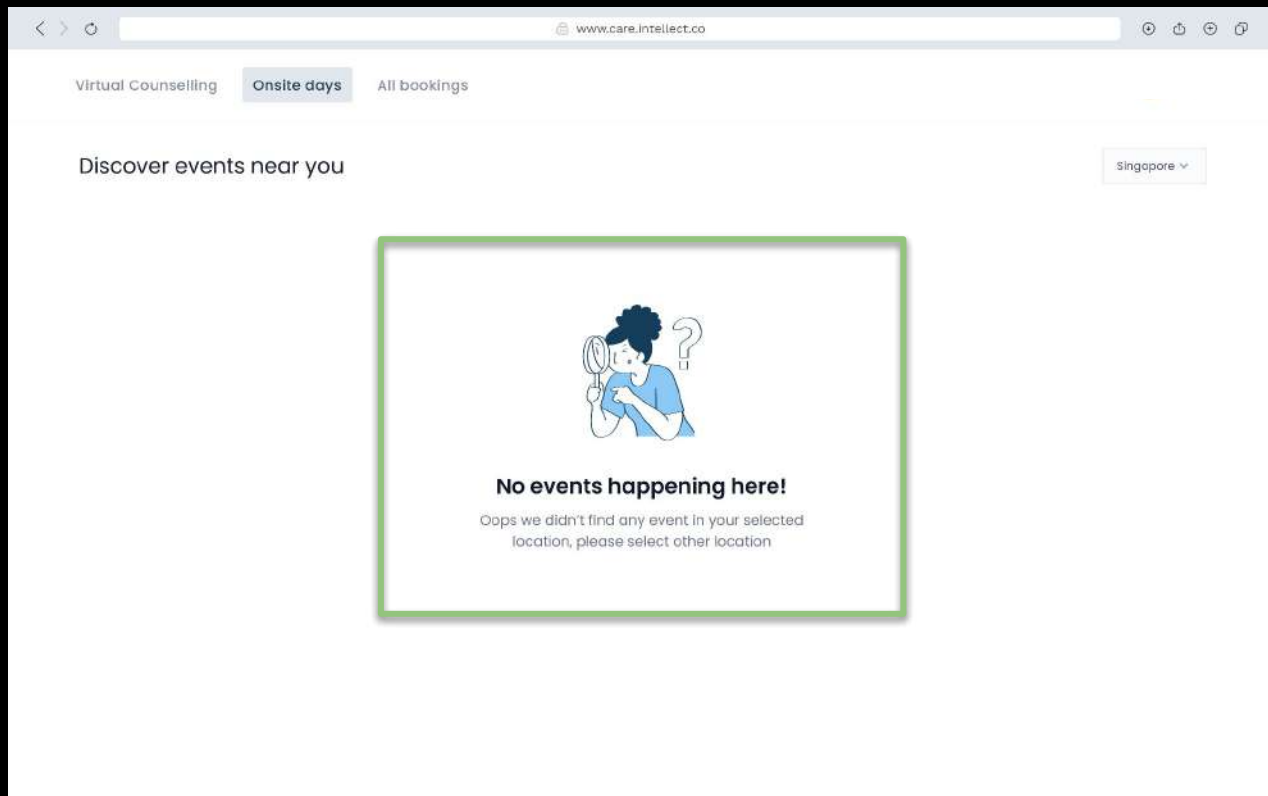 www.care.intellect.co
Virtual Counselling
Onsite days
All bookings
Discover events near you
Singapore
No events happening here!
Oops we didn't find any event in your selected
location, please select other location